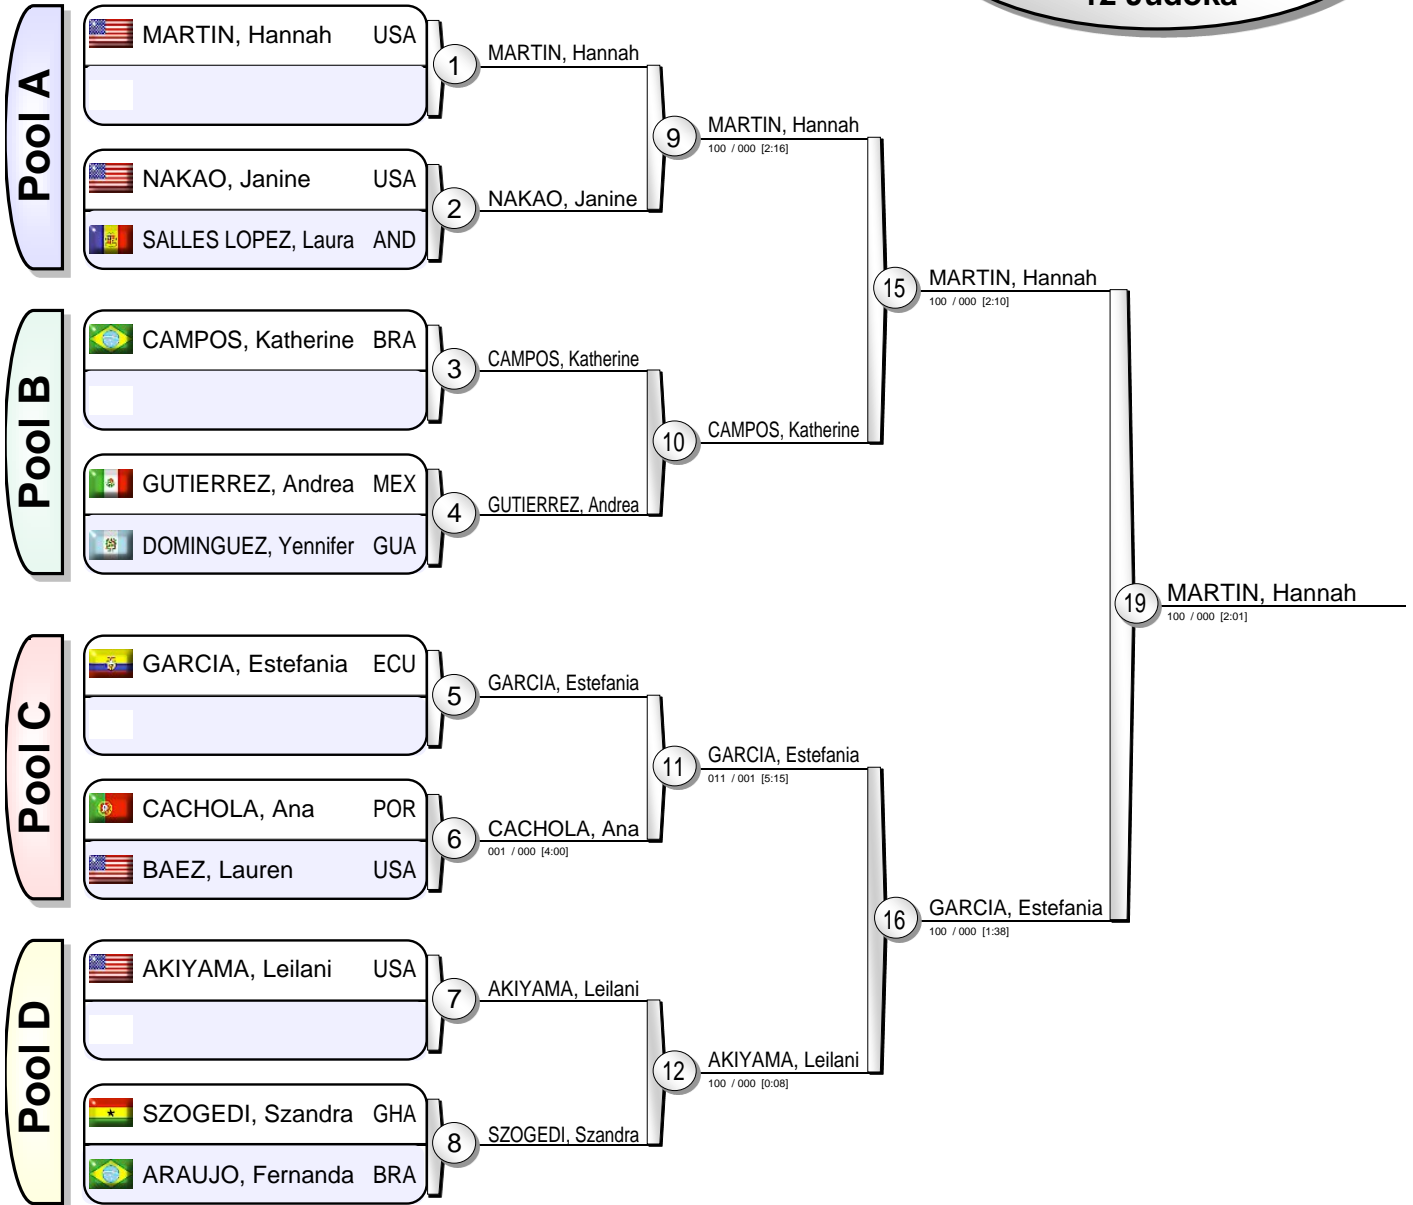 12 Judoka
Pool A
MARTIN, Hannah USA
NAKAO, Janine USA
SALLES LOPEZ, Laura AND
1
MARTIN, Hannah
2
NAKAO, Janine
9
MARTIN, Hannah
100 / 000 [2:16]
Pool B
CAMPOS, Katherine BRA
GUTIERREZ, Andrea MEX
DOMINGUEZ, Yennifer GUA
3
CAMPOS, Katherine
4
GUTIERREZ, Andrea
10
CAMPOS, Katherine
15
MARTIN, Hannah
100 / 000 [2:10]
Pool C
GARCIA, Estefania ECU
CACHOLA, Ana POR
BAEZ, Lauren USA
5
GARCIA, Estefania
6
CACHOLA, Ana
001 / 000 [4:00]
11
GARCIA, Estefania
011 / 001 [5:15]
Pool D
AKIYAMA, Leilani USA
SZOGEDI, Szandra GHA
ARAUJO, Fernanda BRA
7
AKIYAMA, Leilani
8
SZOGEDI, Szandra
12
AKIYAMA, Leilani
100 / 000 [0:08]
16
GARCIA, Estefania
100 / 000 [1:38]
19
MARTIN, Hannah
100 / 000 [2:01]